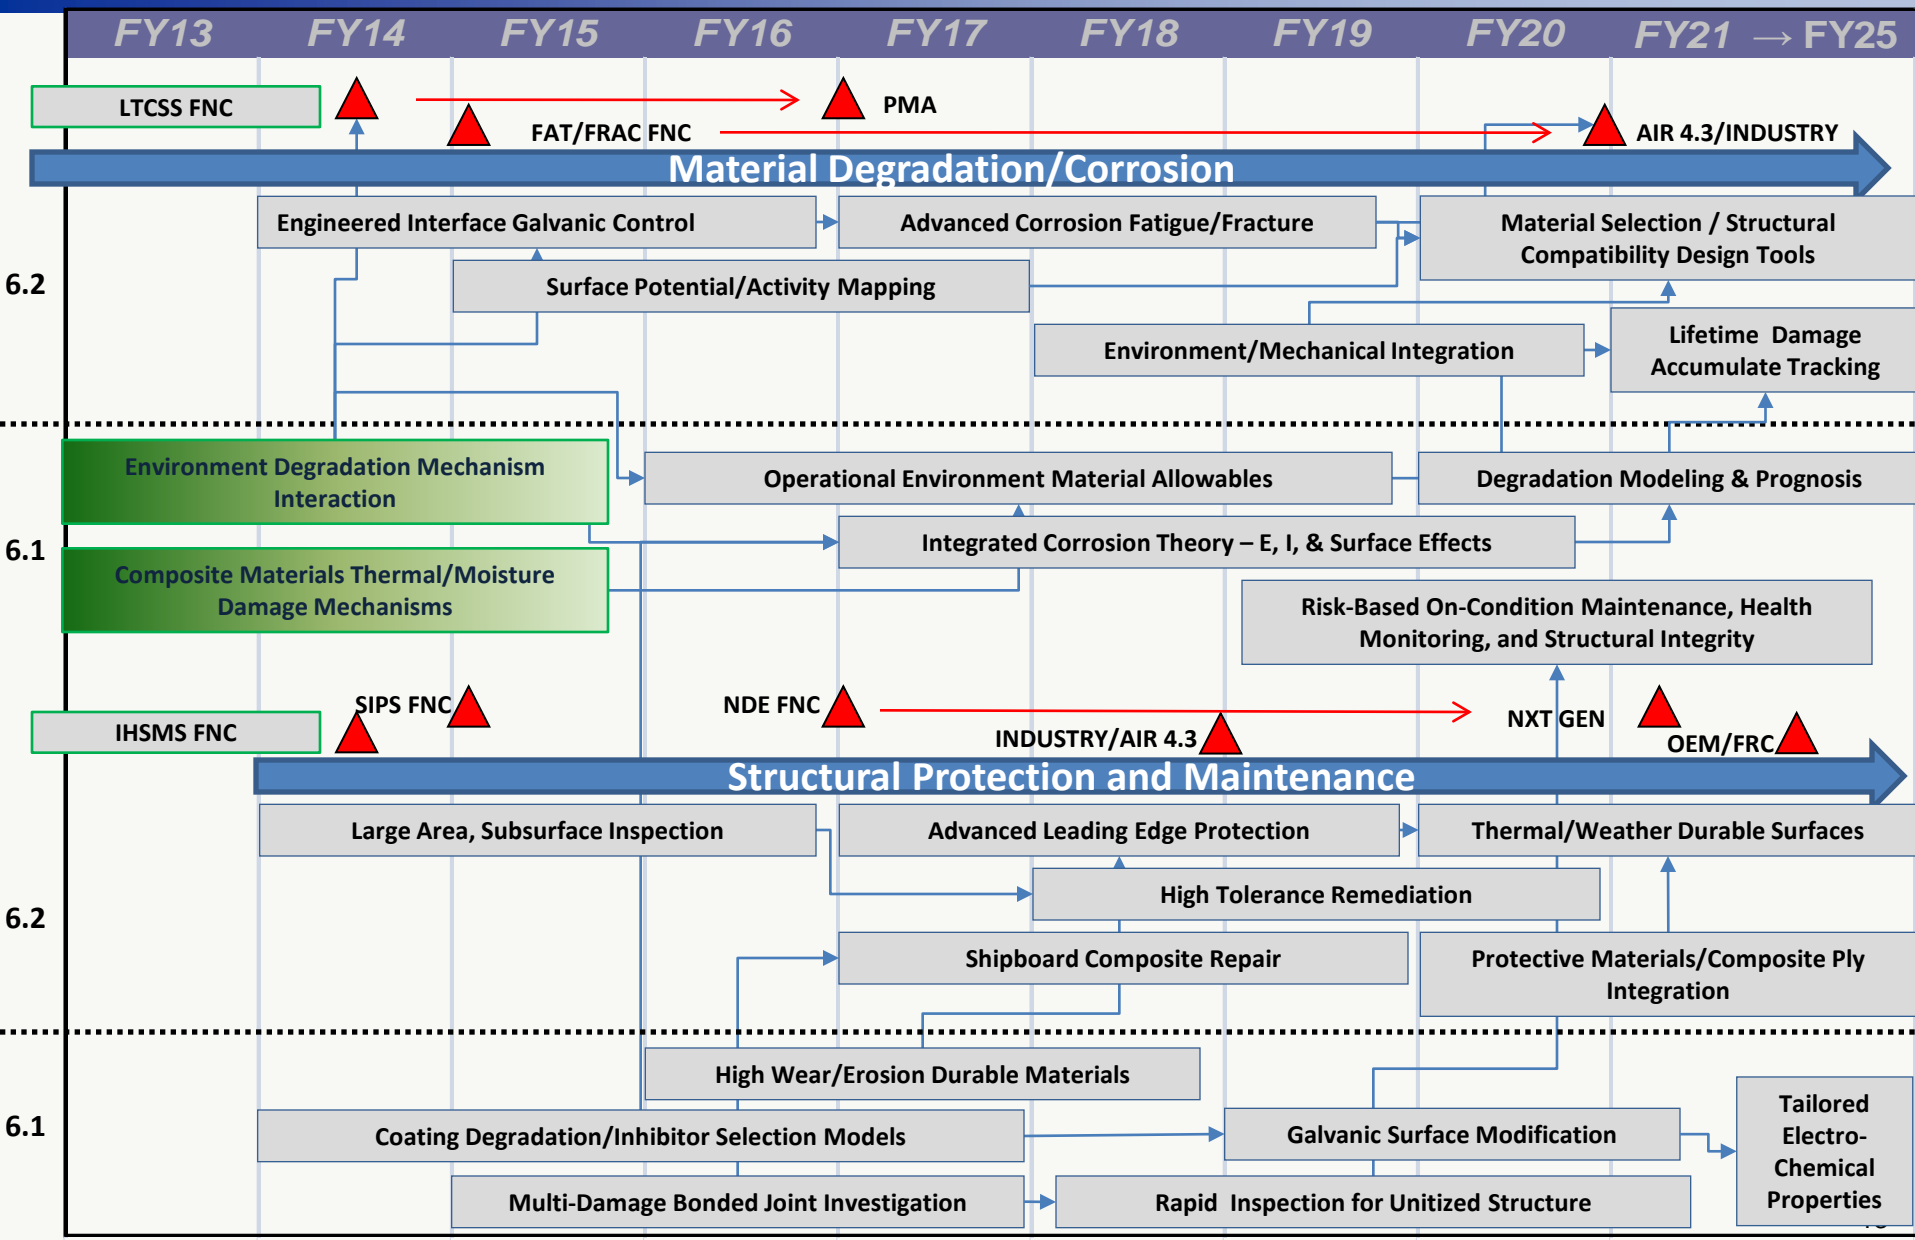 FY13 FY14 FY15 FY16 FY17 FY18 FY19 FY20 FY21 → FY25
LTCSS FNC
PMA
FAT/FRAC FNC
AIR 4.3/INDUSTRY
Material Degradation/Corrosion
Engineered Interface Galvanic Control
Advanced Corrosion Fatigue/Fracture
Material Selection / Structural
Compatibility Design Tools
6.2
Surface Potential/Activity Mapping
Environment/Mechanical Integration
Lifetime Damage
Accumulate Tracking
Environment Degradation Mechanism
Interaction
Operational Environment Material Allowables
Degradation Modeling & Prognosis
6.1
Integrated Corrosion Theory – E, I, & Surface Effects
Composite Materials Thermal/Moisture
Damage Mechanisms
Risk-Based On-Condition Maintenance, Health
Monitoring, and Structural Integrity
SIPS FNC
NDE FNC
NXT GEN
IHSMS FNC
INDUSTRY/AIR 4.3
OEM/FRC
Structural Protection and Maintenance
Large Area, Subsurface Inspection
Advanced Leading Edge Protection
Thermal/Weather Durable Surfaces
High Tolerance Remediation
6.2
Shipboard Composite Repair
Protective Materials/Composite Ply
Integration
High Wear/Erosion Durable Materials
6.1
Coating Degradation/Inhibitor Selection Models
Galvanic Surface Modification
Tailored
Electro-
Chemical
Properties
Multi-Damage Bonded Joint Investigation
Rapid Inspection for Unitized Structure